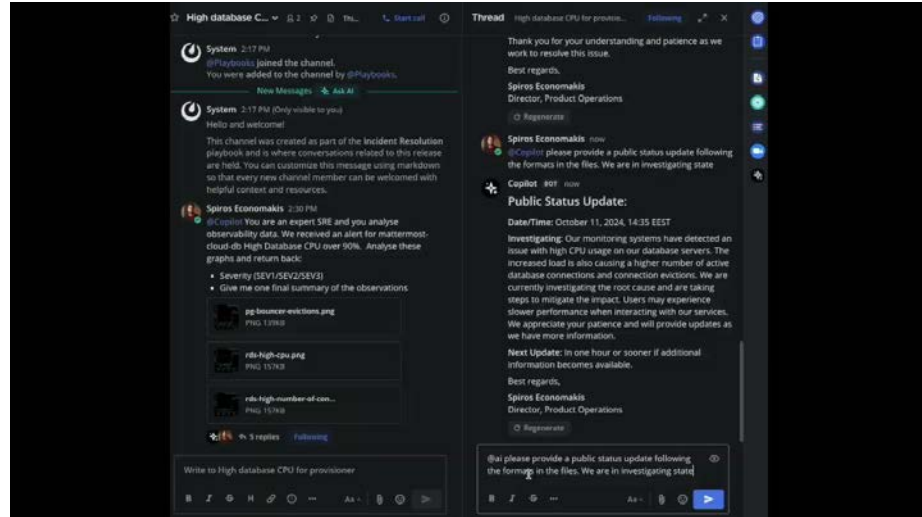 High database C...
2
Thi...
Start call
System 2:17 PM
@Playbooks joined the channel.
You were added to the channel by @Playbooks.
New Messages Ask AI
System 2:17 PM (Only visible to you)
Hello and welcome!
This channel was created as part of the Incident Resolution
playbook and is where conversations related to this release
are held. You can customize this message using markdown
so that every new channel member can be welcomed with
helpful context and resources.
Spiros Economakis 2:30 PM
@Copilot You are an expert SRE and you analyse
observability data. We received an alert for mattermost-
cloud-db High Database CPU over 90%. Analyse these
graphs and return back:
• Severity (SEV1/SEV2/SEV3)
• Give me one final summary of the observations
pg-bouncer-evictions.png
PNG 139KB
rds-high-cpu.png
PNG 157KB
rds-high-number-of-con...
PNG 157KB
5 replies Following
Write to High database CPU for provisioner
B I S H Aa
Thread High database CPU for provision... Following
Thank you for your understanding and patience as we
work to resolve this issue.
Best regards,
Spiros Economakis
Director, Product Operations
Regenerate
Spiros Economakis now
@Copilot please provide a public status update following
the formats in the files. We are in investigating state
Copilot BOT now
Public Status Update:
Date/Time: October 11, 2024, 14:35 EEST
Investigating: Our monitoring systems have detected an
issue with high CPU usage on our database servers. The
increased load is also causing a higher number of active
database connections and connection evictions. We are
currently investigating the root cause and are taking
steps to mitigate the impact. Users may experience
slower performance when interacting with our services.
We appreciate your patience and will provide updates as
we have more information.
Next Update: In one hour or sooner if additional
information becomes available.
Best regards,
Spiros Economakis
Director, Product Operations
Regenerate
@ai please provide a public status update following
the formats in the files. We are in investigating state
B I S Aa